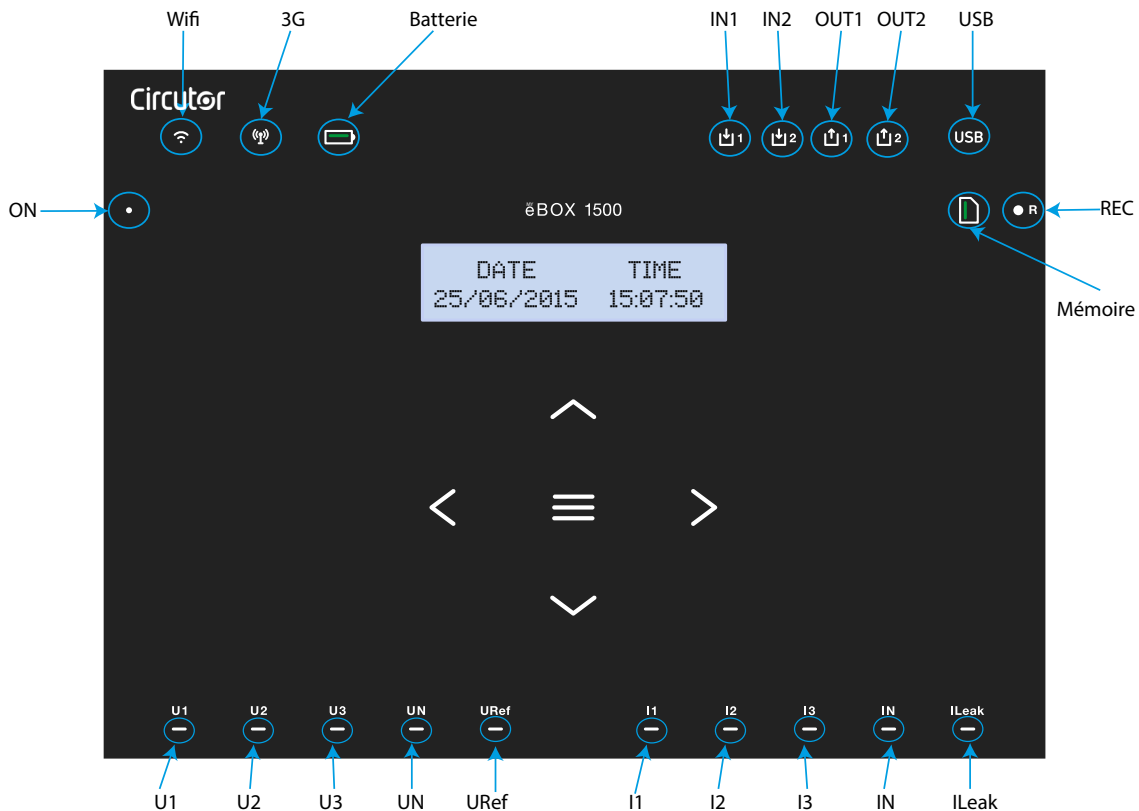 Wifi 3G Batterie IN1 IN2 OUT1 OUT2 USB
Circutor
1 2 1 2 USB
ON ëBOX 1500 R REC
DATE TIME
25/06/2015 15:07:50
Mémoire
U1 U2 U3 UN URef I1 I2 I3 IN ILeak
U1 U2 U3 UN URef I1 I2 I3 IN ILeak